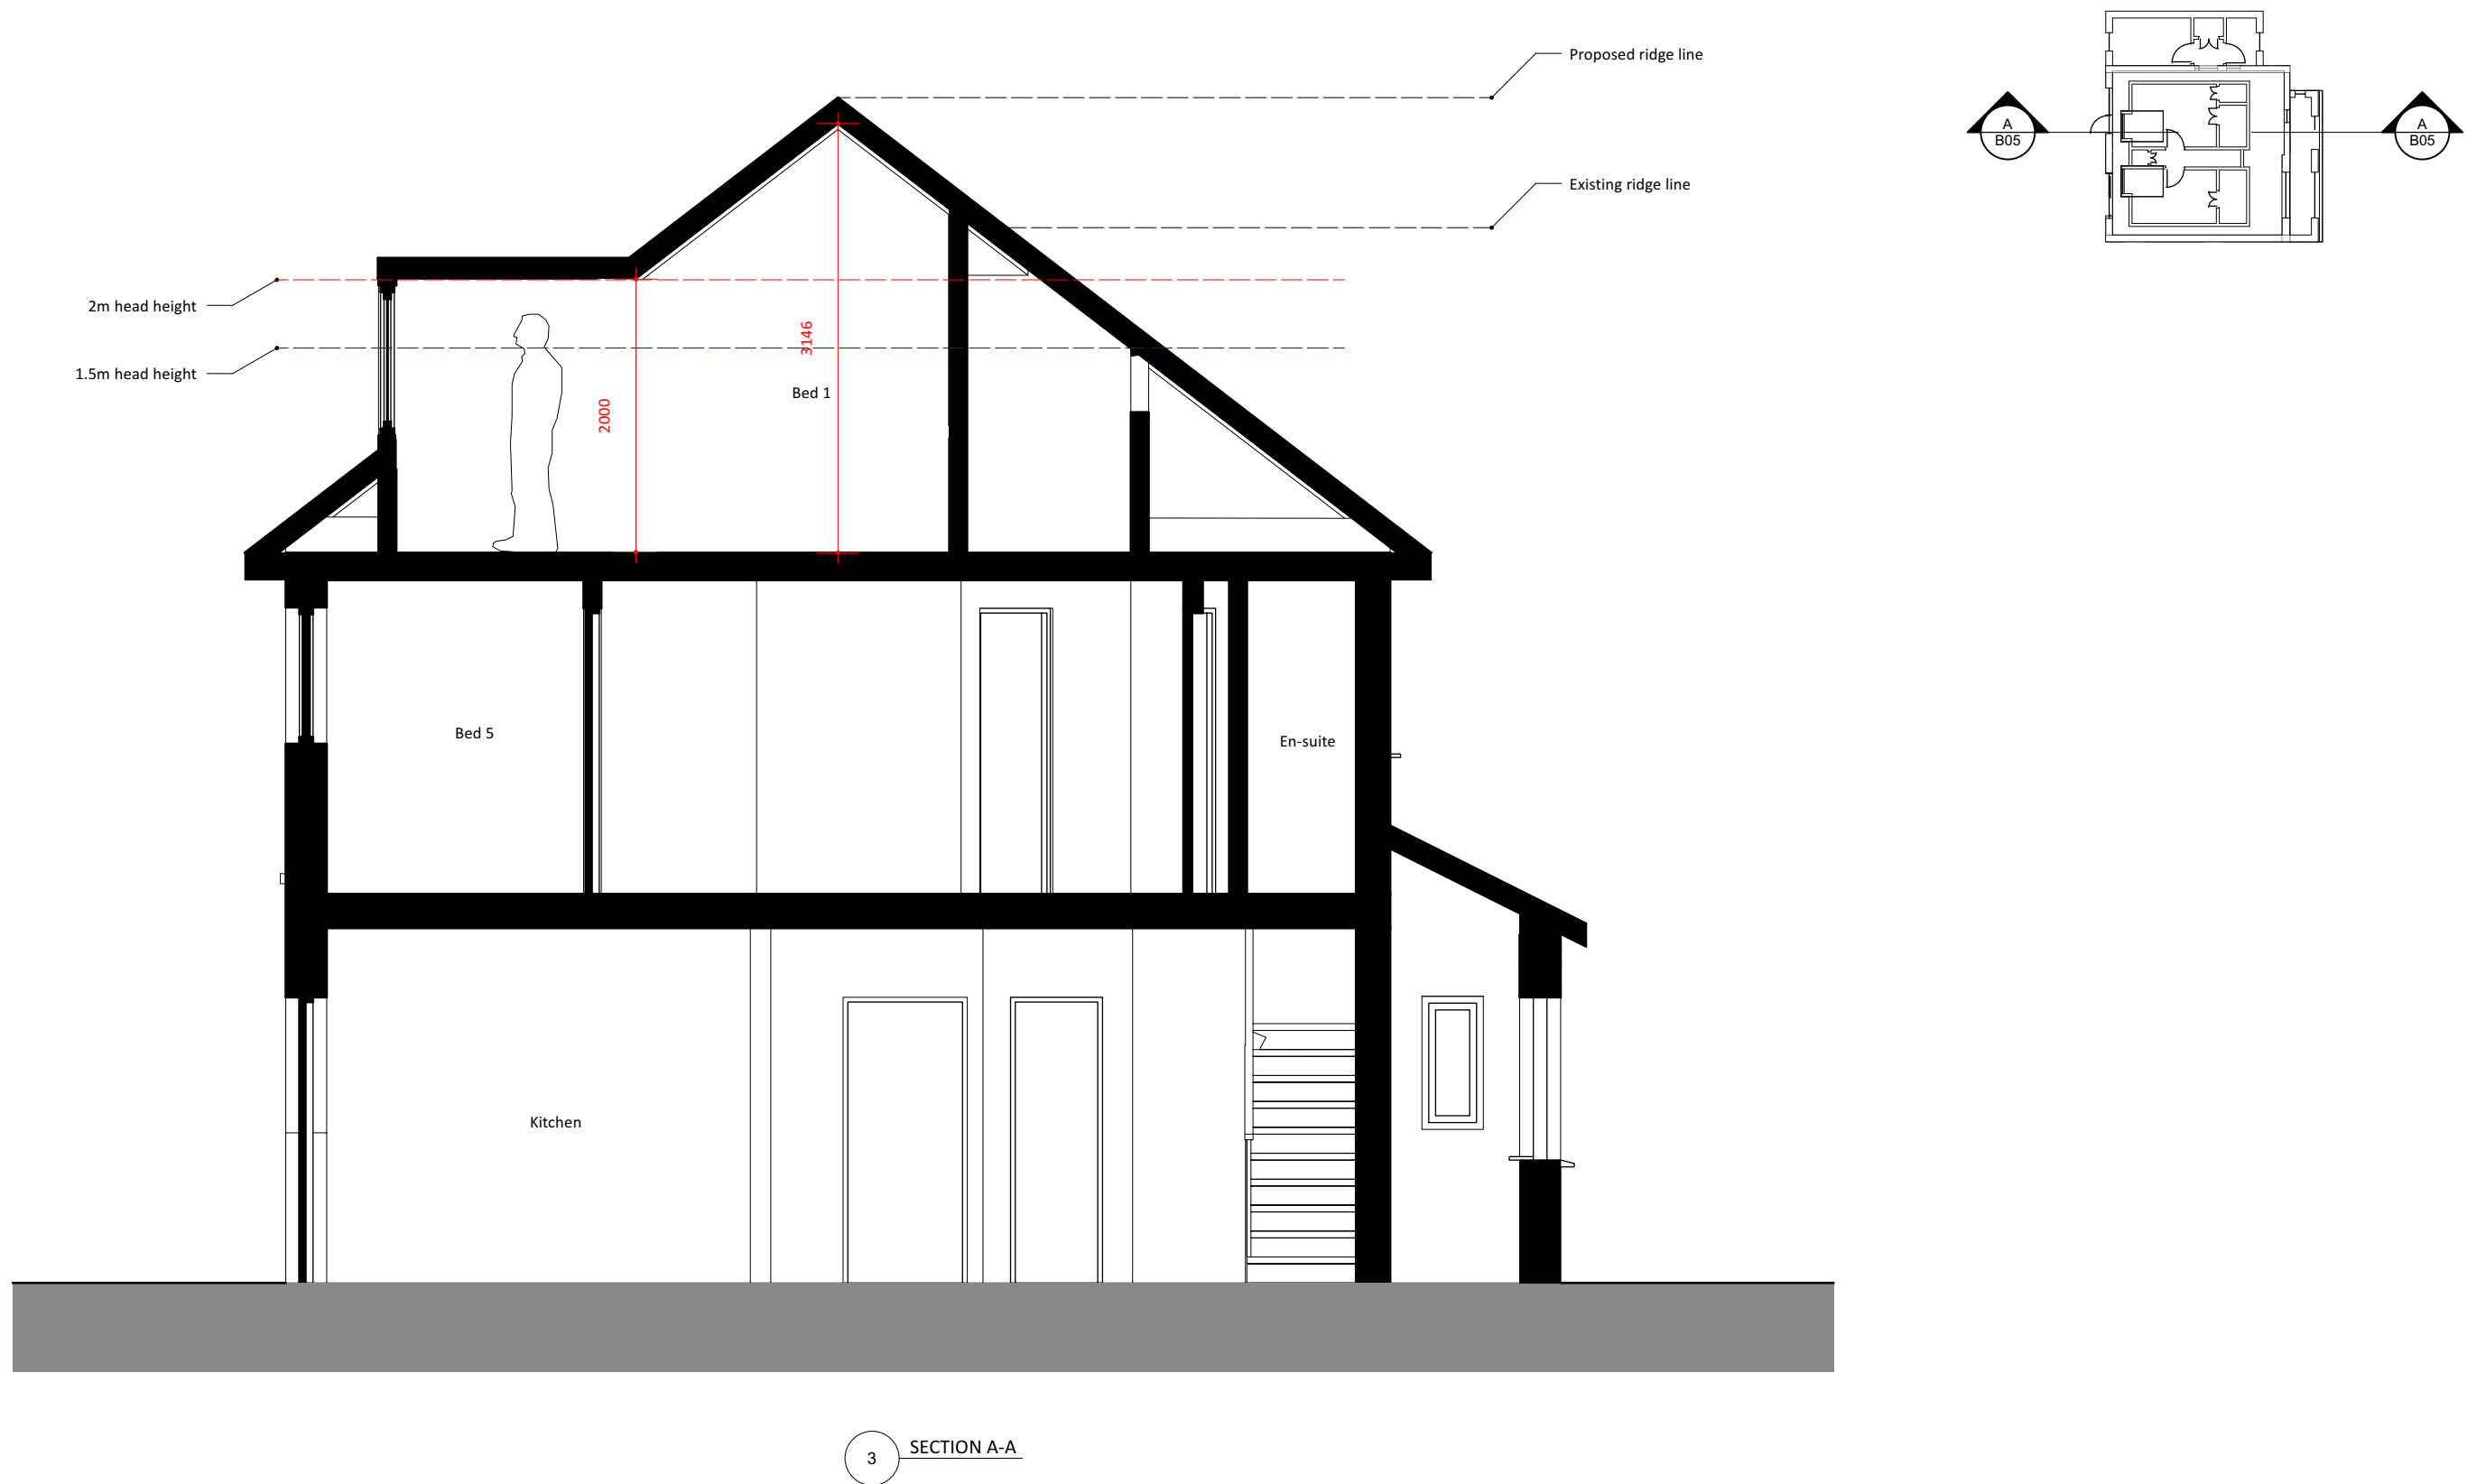 Proposed ridge line
A
B05
A
B05
Existing ridge line
2m head height
3146
1.5m head height
Bed 1
2000
Bed 5
En-suite
Kitchen
3
SECTION A-A